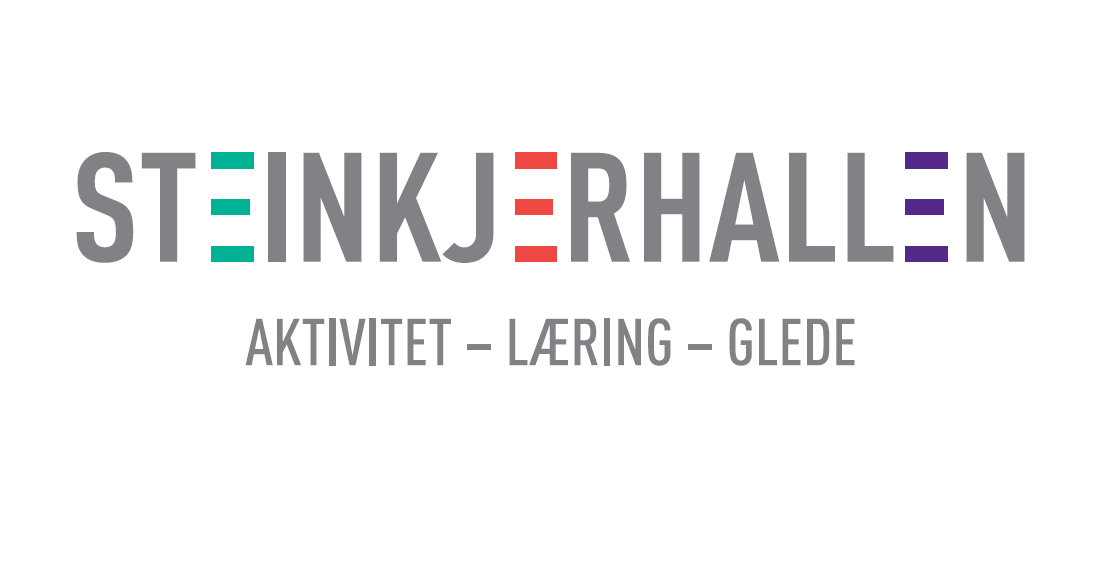 STEINKJERHALLEN
AKTIVITET – LÆRING – GLEDE